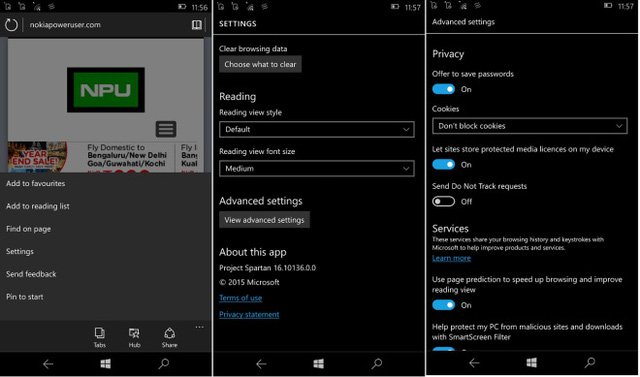 11:56
nokiapoweruser.com
NPU
YEAR
END SALE!
Fly Domestic to
Bengaluru/New Delhi
Goa/Guwahati/Kochi
Fly I
Bang
Kual
Add to favourites
Add to reading list
Find on page
Settings
Send feedback
Pin to start
Tabs
Hub
Share
11:57
SETTINGS
Clear browsing data
Choose what to clear
Reading
Reading view style
Default
Reading view font size
Medium
Advanced settings
View advanced settings
About this app
Project Spartan 16.10136.0.0
© 2015 Microsoft
Terms of use
Privacy statement
11:57
Advanced settings
Privacy
Offer to save passwords
On
Cookies
Don't block cookies
Let sites store protected media licences on my device
On
Send Do Not Track requests
Off
Services
These services share your browsing history and keystrokes with
Microsoft to help improve products and services.
Learn more
Use page prediction to speed up browsing and improve
reading view
On
Help protect my PC from malicious sites and downloads
with SmartScreen Filter